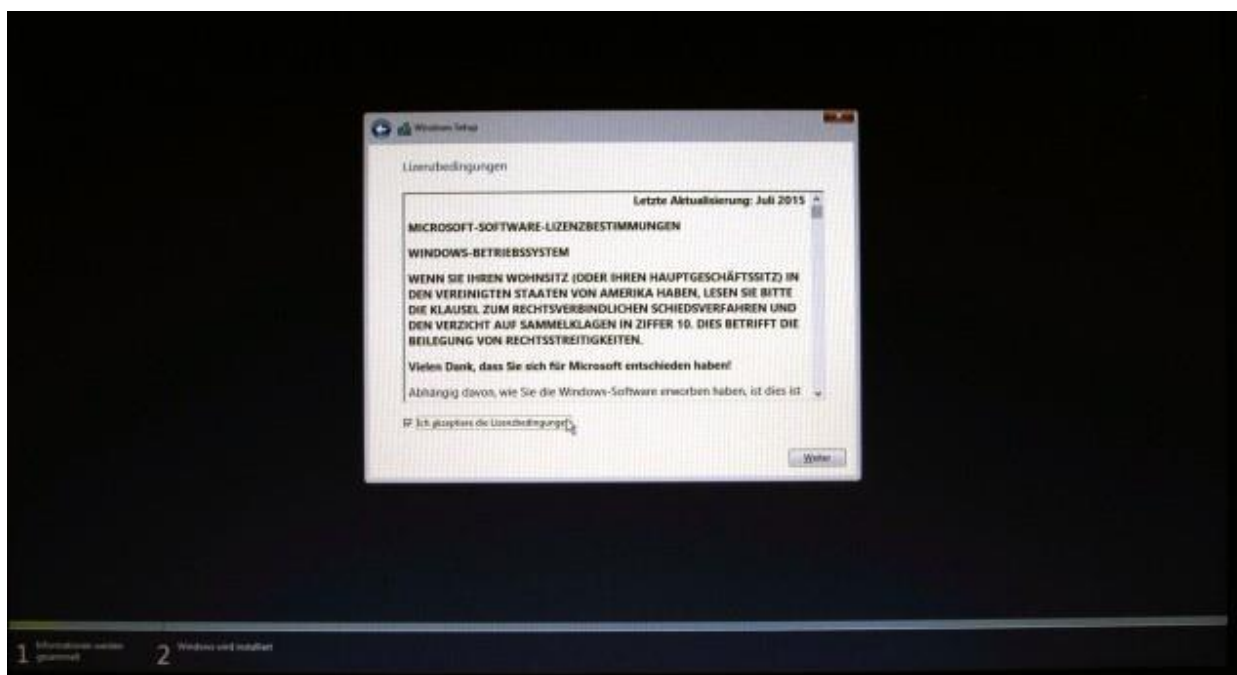 Windows Setup
Lizenzbedingungen
Letzte Aktualisierung: Juli 2015
MICROSOFT-SOFTWARE-LIZENZBESTIMMUNGEN
WINDOWS-BETRIEBSSYSTEM
WENN SIE IHREN WOHNSITZ (ODER IHREN HAUPTGESCHÄFTSSITZ) IN
DEN VEREINIGTEN STAATEN VON AMERIKA HABEN, LESEN SIE BITTE
DIE KLAUSEL ZUM RECHTSVERBINDLICHEN SCHIEDSVERFAHREN UND
DEN VERZICHT AUF SAMMELKLAGEN IN ZIFFER 10. DIES BETRIFFT DIE
BEILEGUNG VON RECHTSSTREITIGKEITEN.
Vielen Dank, dass Sie sich für Microsoft entschieden haben!
Abhängig davon, wie Sie die Windows-Software erworben haben, ist dies ist
Ich akzeptiere die Lizenzbedingungen
Weiter
1 Informationen werden
gesammelt
2 Windows wird installiert